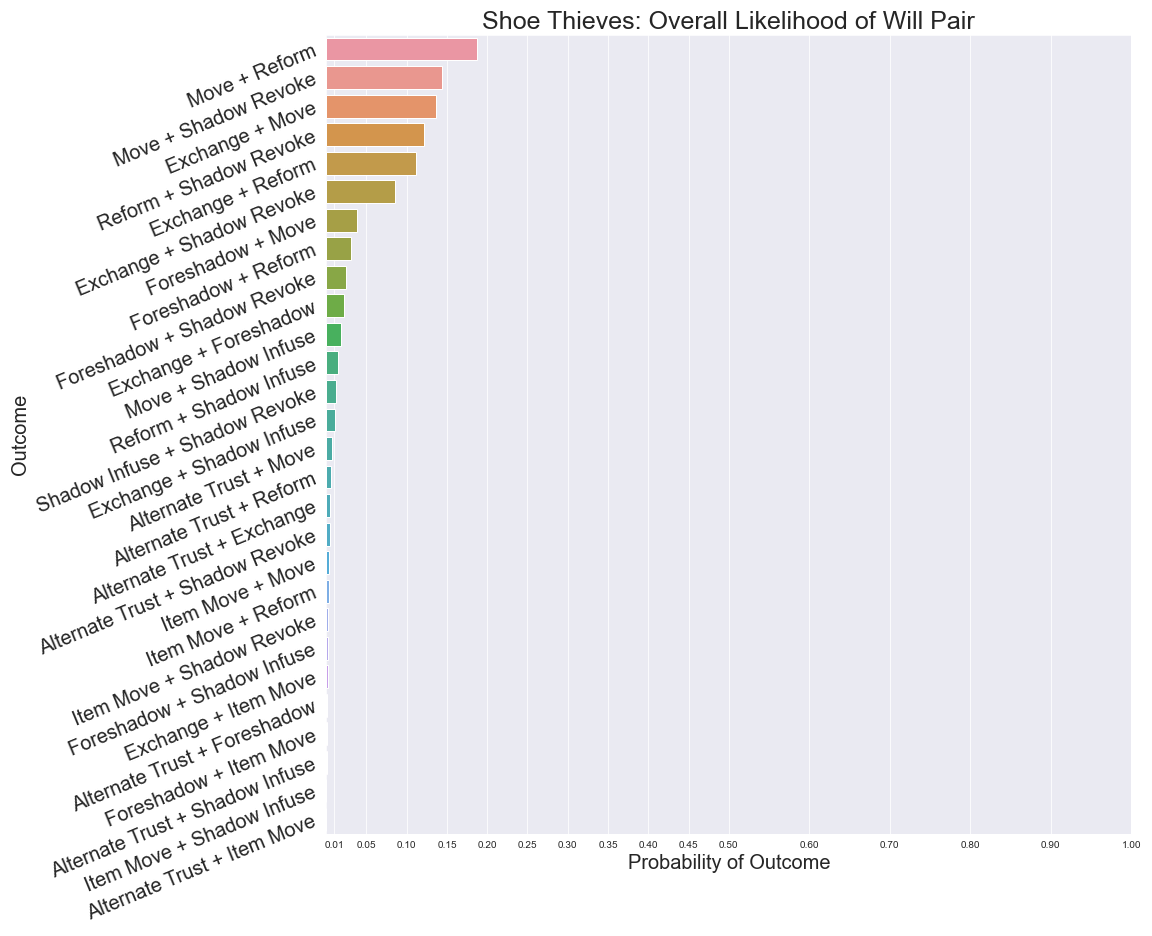 Shoe Thieves: Overall Likelihood of Will Pair
Outcome
Move + Reform
Move + Shadow Revoke
Exchange + Move
Reform + Shadow Revoke
Exchange + Reform
Exchange + Shadow Revoke
Foreshadow + Move
Foreshadow + Reform
Foreshadow + Shadow Revoke
Exchange + Foreshadow
Move + Shadow Infuse
Reform + Shadow Infuse
Shadow Infuse + Shadow Revoke
Exchange + Shadow Infuse
Alternate Trust + Move
Alternate Trust + Reform
Alternate Trust + Exchange
Alternate Trust + Shadow Revoke
Item Move + Move
Item Move + Reform
Item Move + Shadow Revoke
Foreshadow + Shadow Infuse
Exchange + Item Move
Alternate Trust + Foreshadow
Foreshadow + Item Move
Alternate Trust + Shadow Infuse
Item Move + Shadow Infuse
Alternate Trust + Item Move
0.01 0.05 0.10 0.15 0.20 0.25 0.30 0.35 0.40 0.45 0.50 0.60 0.70 0.80 0.90 1.00
Probability of Outcome